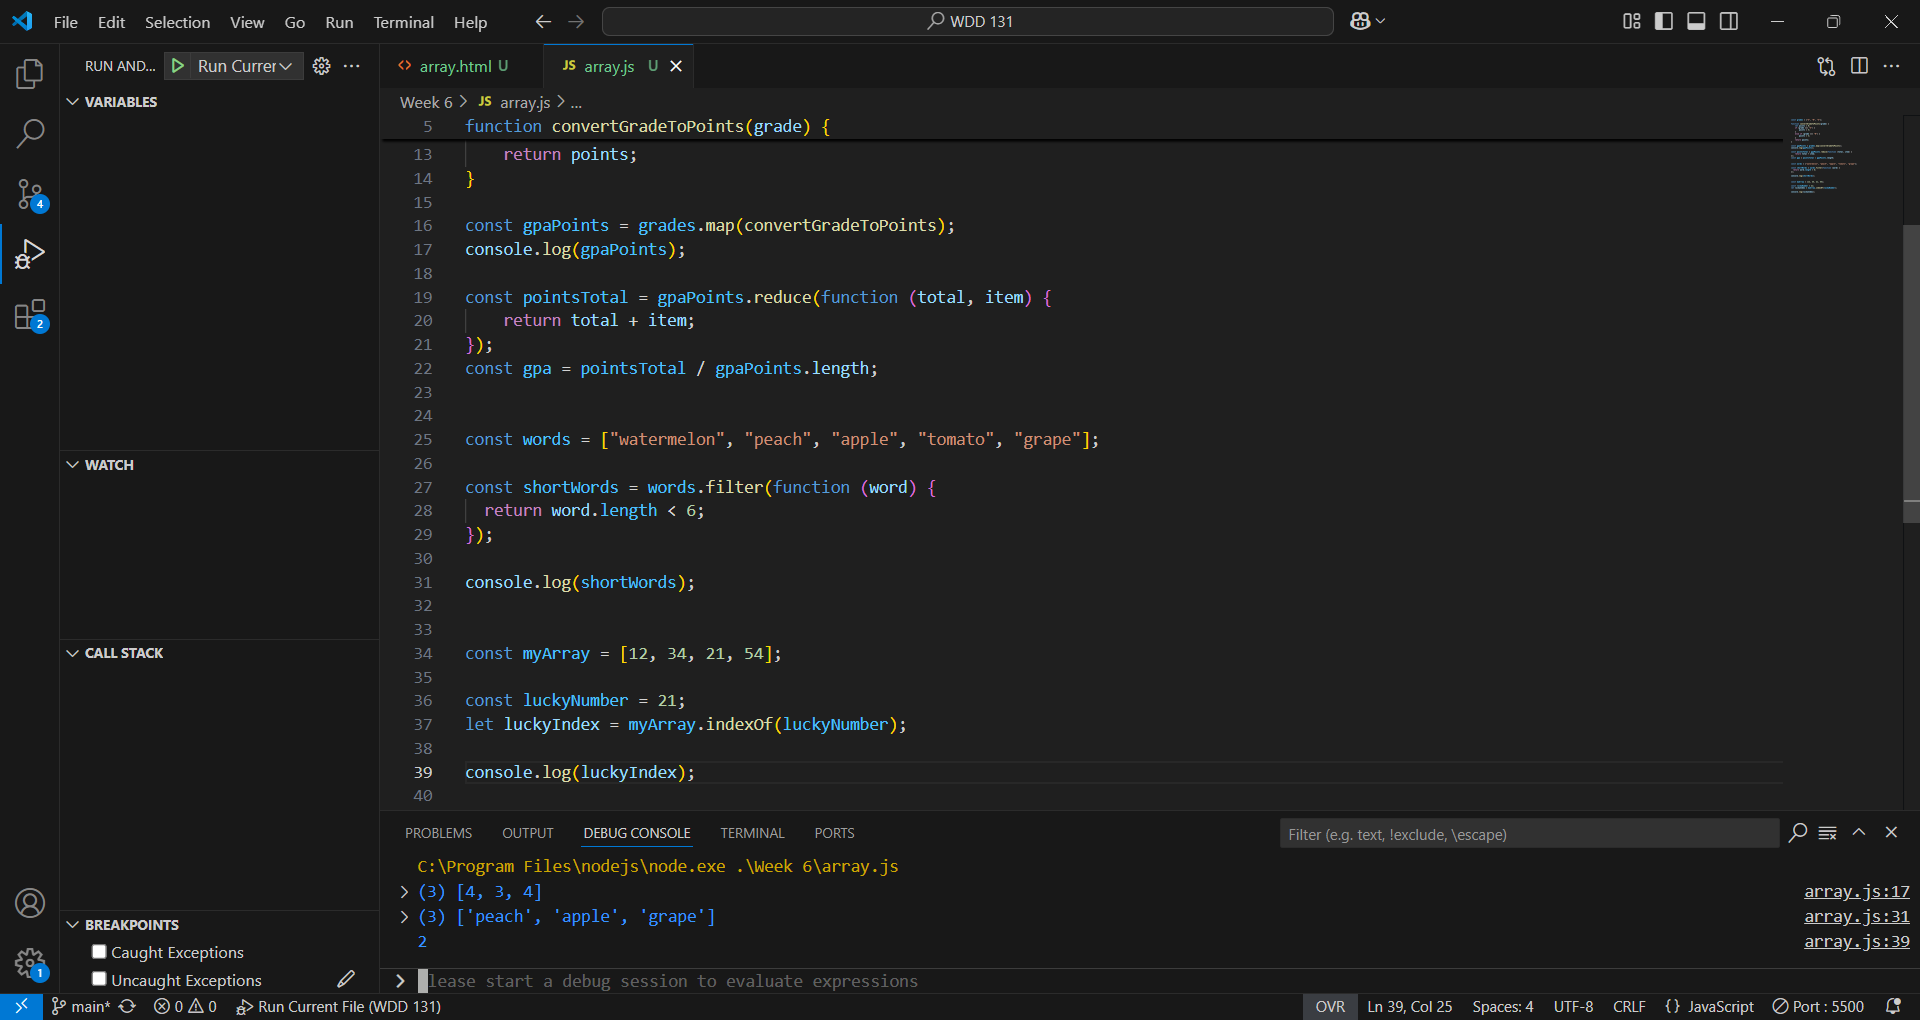 File Edit Selection View Go Run Terminal Help WDD 131
RUN AND... Run Currer
array.html U
JS array.js U
VARIABLES
Week 6 > JS array.js > ...
5 function convertGradeToPoints(grade) {
13 return points;
14 }
15
16 const gpaPoints = grades.map(convertGradeToPoints);
17 console.log(gpaPoints);
18
19 const pointsTotal = gpaPoints.reduce(function (total, item) {
20 return total + item;
21 });
22 const gpa = pointsTotal / gpaPoints.length;
23
24
25 const words = ["watermelon", "peach", "apple", "tomato", "grape"];
26
27 const shortWords = words.filter(function (word) {
28 return word.length < 6;
29 });
30
31 console.log(shortWords);
32
33
34 const myArray = [12, 34, 21, 54];
35
36 const luckyNumber = 21;
37 let luckyIndex = myArray.indexOf(luckyNumber);
38
39 console.log(luckyIndex);
40
4
2
1
WATCH
CALL STACK
BREAKPOINTS
Caught Exceptions
Uncaught Exceptions
PROBLEMS OUTPUT DEBUG CONSOLE TERMINAL PORTS
Filter (e.g. text, !exclude, \escape)
C:\Program Files\nodejs\node.exe .\Week 6\array.js
> (3) [4, 3, 4] array.js:17
> (3) ['peach', 'apple', 'grape'] array.js:31
2 array.js:39
> lease start a debug session to evaluate expressions
main* 0 0 Run Current File (WDD 131) OVR Ln 39, Col 25 Spaces: 4 UTF-8 CRLF {} JavaScript Port : 5500